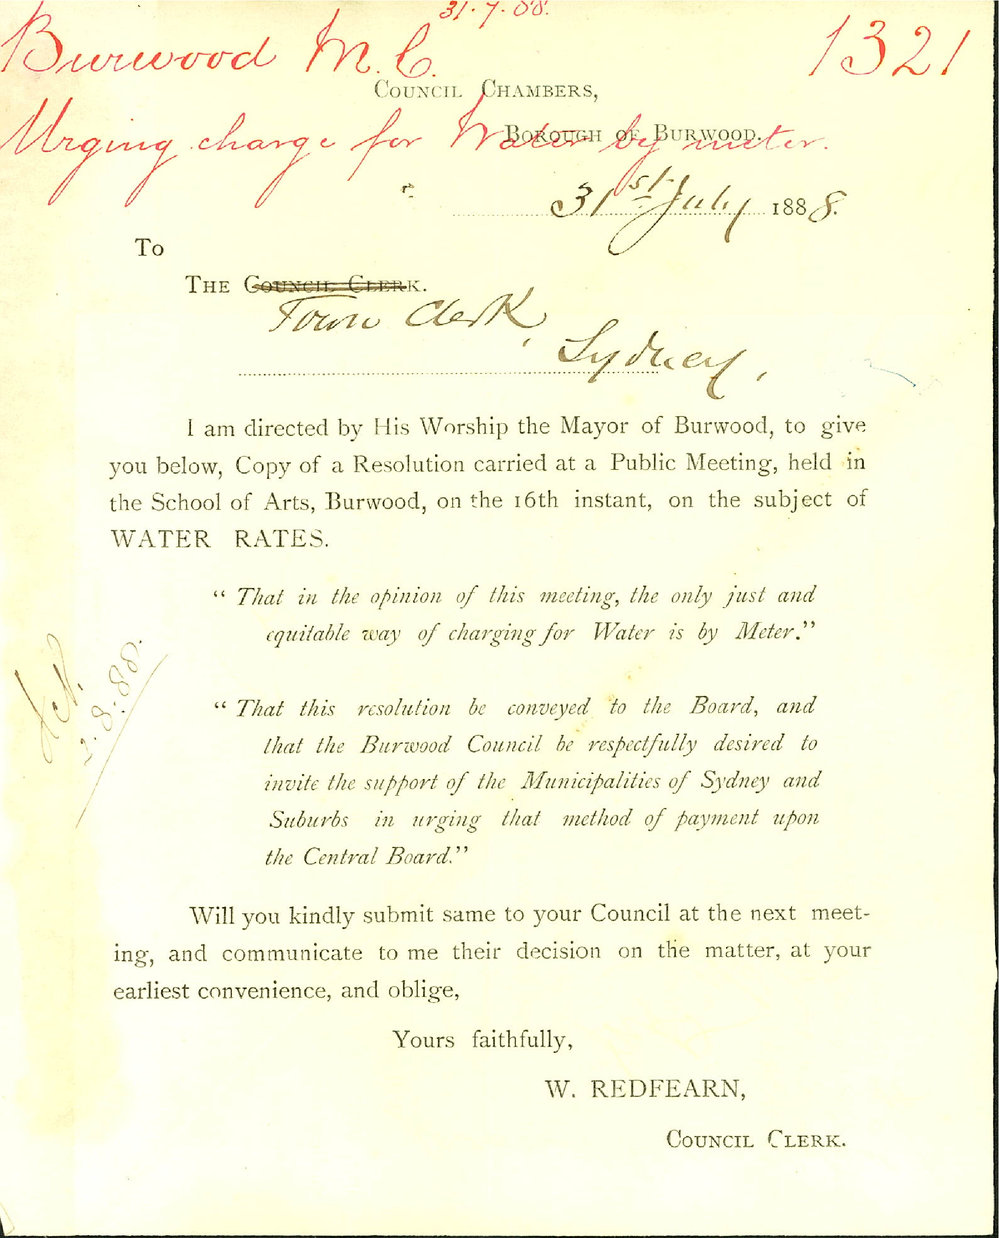 31.7.88.
Burwood M.C. 1321
Council Chambers,
Borough of Burwood.
Urging charge for Water by meter.
31st July 1888.
To
The Council Clerk.
Town Clerk,
Sydney,
I am directed by His Worship the Mayor of Burwood, to give
you below, Copy of a Resolution carried at a Public Meeting, held in
the School of Arts, Burwood, on the 16th instant, on the subject of
WATER RATES.
“ That in the opinion of this meeting, the only just and
equitable way of charging for Water is by Meter.”
“ That this resolution be conveyed to the Board, and
that the Burwood Council be respectfully desired to
invite the support of the Municipalities of Sydney and
Suburbs in urging that method of payment upon
the Central Board.”
2.8.88.
Will you kindly submit same to your Council at the next meet-
ing, and communicate to me their decision on the matter, at your
earliest convenience, and oblige,
Yours faithfully,
W. REDFEARN,
Council Clerk.